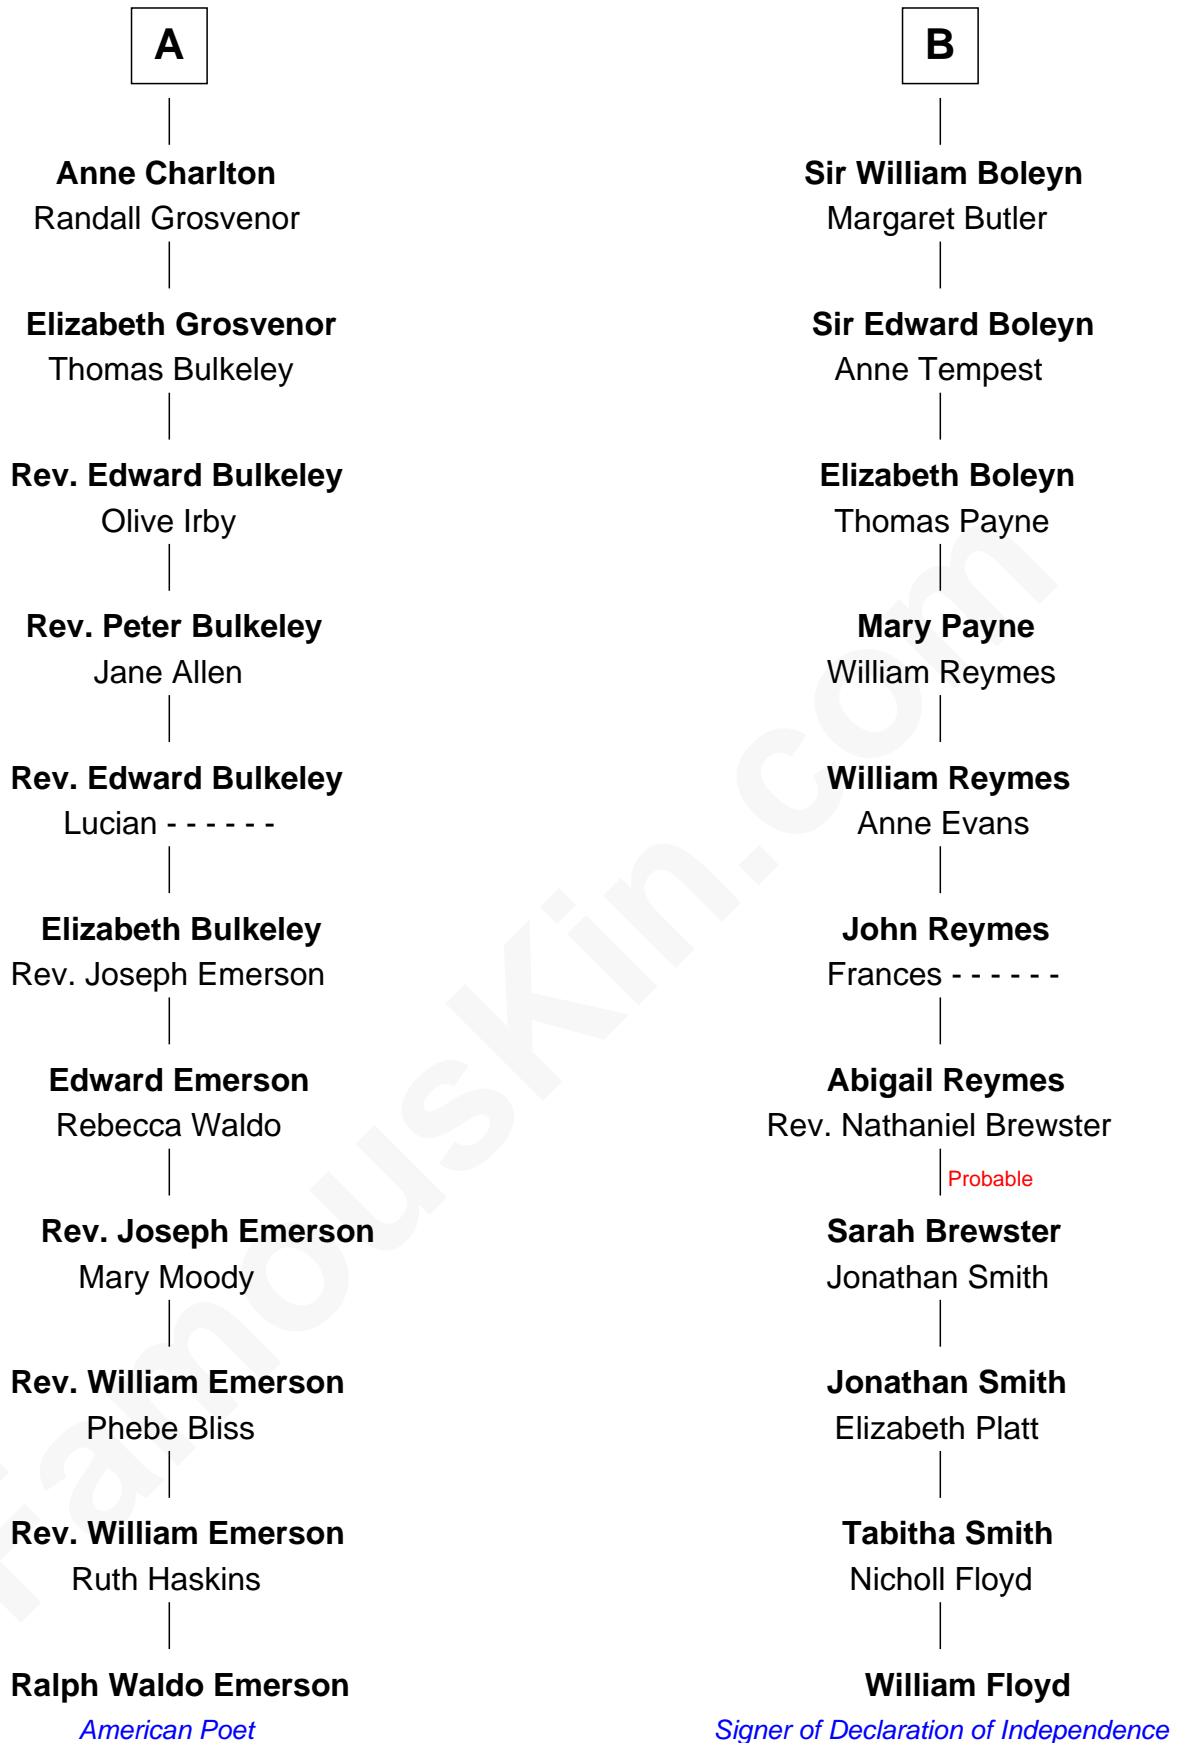 A
Anne Charlton
Randall Grosvenor
Elizabeth Grosvenor
Thomas Bulkeley
Rev. Edward Bulkeley
Olive Irby
Rev. Peter Bulkeley
Jane Allen
Rev. Edward Bulkeley
Lucian - - - - - -
Elizabeth Bulkeley
Rev. Joseph Emerson
Edward Emerson
Rebecca Waldo
Rev. Joseph Emerson
Mary Moody
Rev. William Emerson
Phebe Bliss
Rev. William Emerson
Ruth Haskins
Ralph Waldo Emerson
American Poet
B
Sir William Boleyn
Margaret Butler
Sir Edward Boleyn
Anne Tempest
Elizabeth Boleyn
Thomas Payne
Mary Payne
William Reymes
William Reymes
Anne Evans
John Reymes
Frances - - - - - -
Abigail Reymes
Rev. Nathaniel Brewster
Probable
Sarah Brewster
Jonathan Smith
Jonathan Smith
Elizabeth Platt
Tabitha Smith
Nicholl Floyd
William Floyd
Signer of Declaration of Independence
FamousKin.com